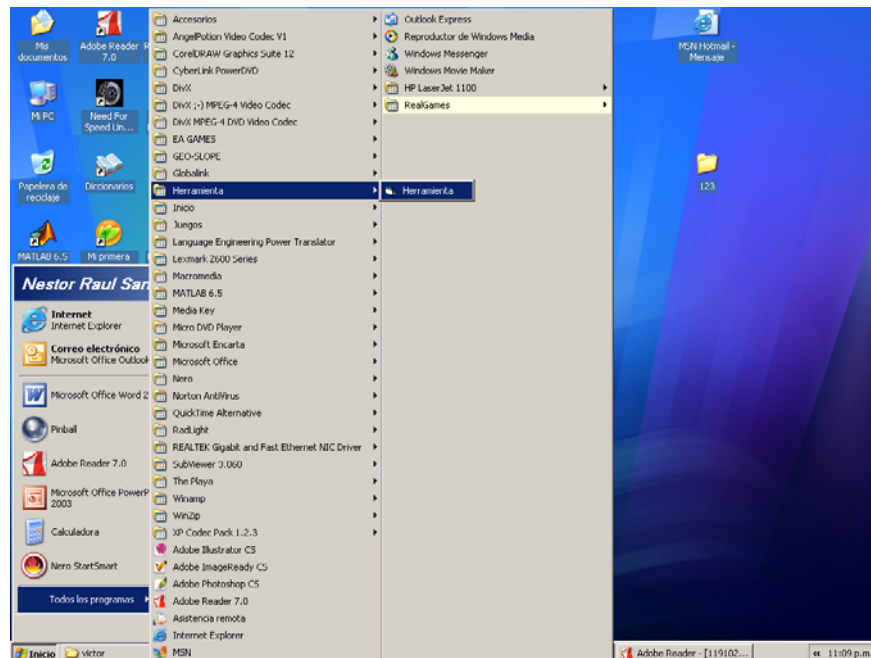 Mis documentos
Adobe Reader 7.0
Mi PC
Need For Speed Un...
Papelera de reciclaje
Diccionarios
MATLAB 6.5
Mi primera
Nestor Raul San
Internet
Internet Explorer
Correo electrónico
Microsoft Office Outlook
Microsoft Office Word 2
Pinball
Adobe Reader 7.0
Microsoft Office PowerP
2003
Calculadora
Nero StartSmart
Todos los programas
Accesorios
AngelPotion Video Codec V1
CorelDRAW Graphics Suite 12
CyberLink PowerDVD
DivX
DivX ;-) MPEG-4 Video Codec
DivX MPEG-4 DVD Video Codec
EA GAMES
GEO-SLOPE
Globalink
Herramienta
Inicio
Juegos
Language Engineering Power Translator
Lexmark Z600 Series
Macromedia
MATLAB 6.5
Media Key
Micro DVD Player
Microsoft Encarta
Microsoft Office
Nero
Norton AntiVirus
QuickTime Alternative
RadLight
REALTEK Gigabit and Fast Ethernet NIC Driver
SubViewer 3.060
The Playa
Winamp
WinZip
XP Codec Pack 1.2.3
Adobe Illustrator CS
Adobe ImageReady CS
Adobe Photoshop CS
Adobe Reader 7.0
Asistencia remota
Internet Explorer
MSN
Outlook Express
Reproductor de Windows Media
Windows Messenger
Windows Movie Maker
HP LaserJet 1100
RealGames
Herramienta
MSN Hotmail - Mensaje
123
Inicio
victor
Adobe Reader - [119102...
11:09 p.m.